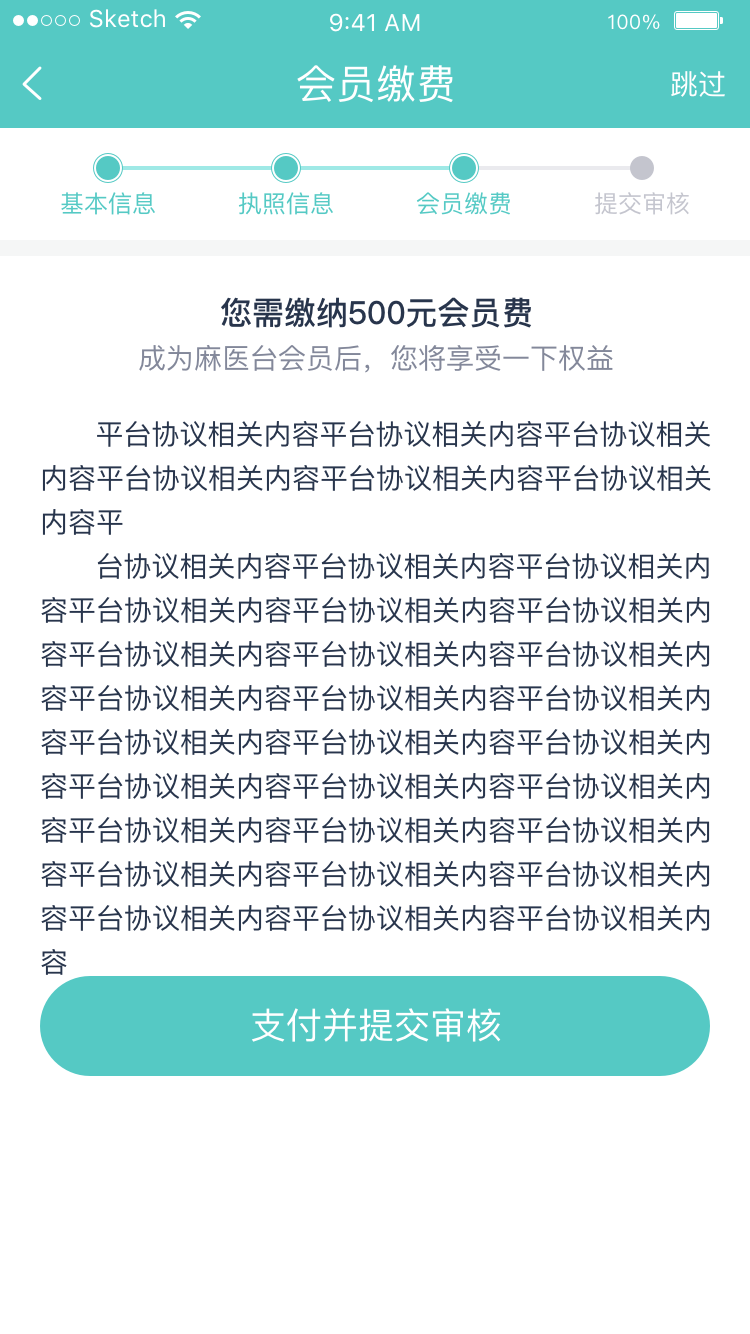 Sketch 9:41 AM 100%
会员缴费 跳过
基本信息 执照信息 会员缴费 提交审核
您需缴纳500元会员费
成为麻医台会员后，您将享受一下权益
平台协议相关内容平台协议相关内容平台协议相关
内容平台协议相关内容平台协议相关内容平台协议相关
内容平
台协议相关内容平台协议相关内容平台协议相关内
容平台协议相关内容平台协议相关内容平台协议相关内
容平台协议相关内容平台协议相关内容平台协议相关内
容平台协议相关内容平台协议相关内容平台协议相关内
容平台协议相关内容平台协议相关内容平台协议相关内
容平台协议相关内容平台协议相关内容平台协议相关内
容平台协议相关内容平台协议相关内容平台协议相关内
容平台协议相关内容平台协议相关内容平台协议相关内
容平台协议相关内容平台协议相关内容平台协议相关内
容
支付并提交审核